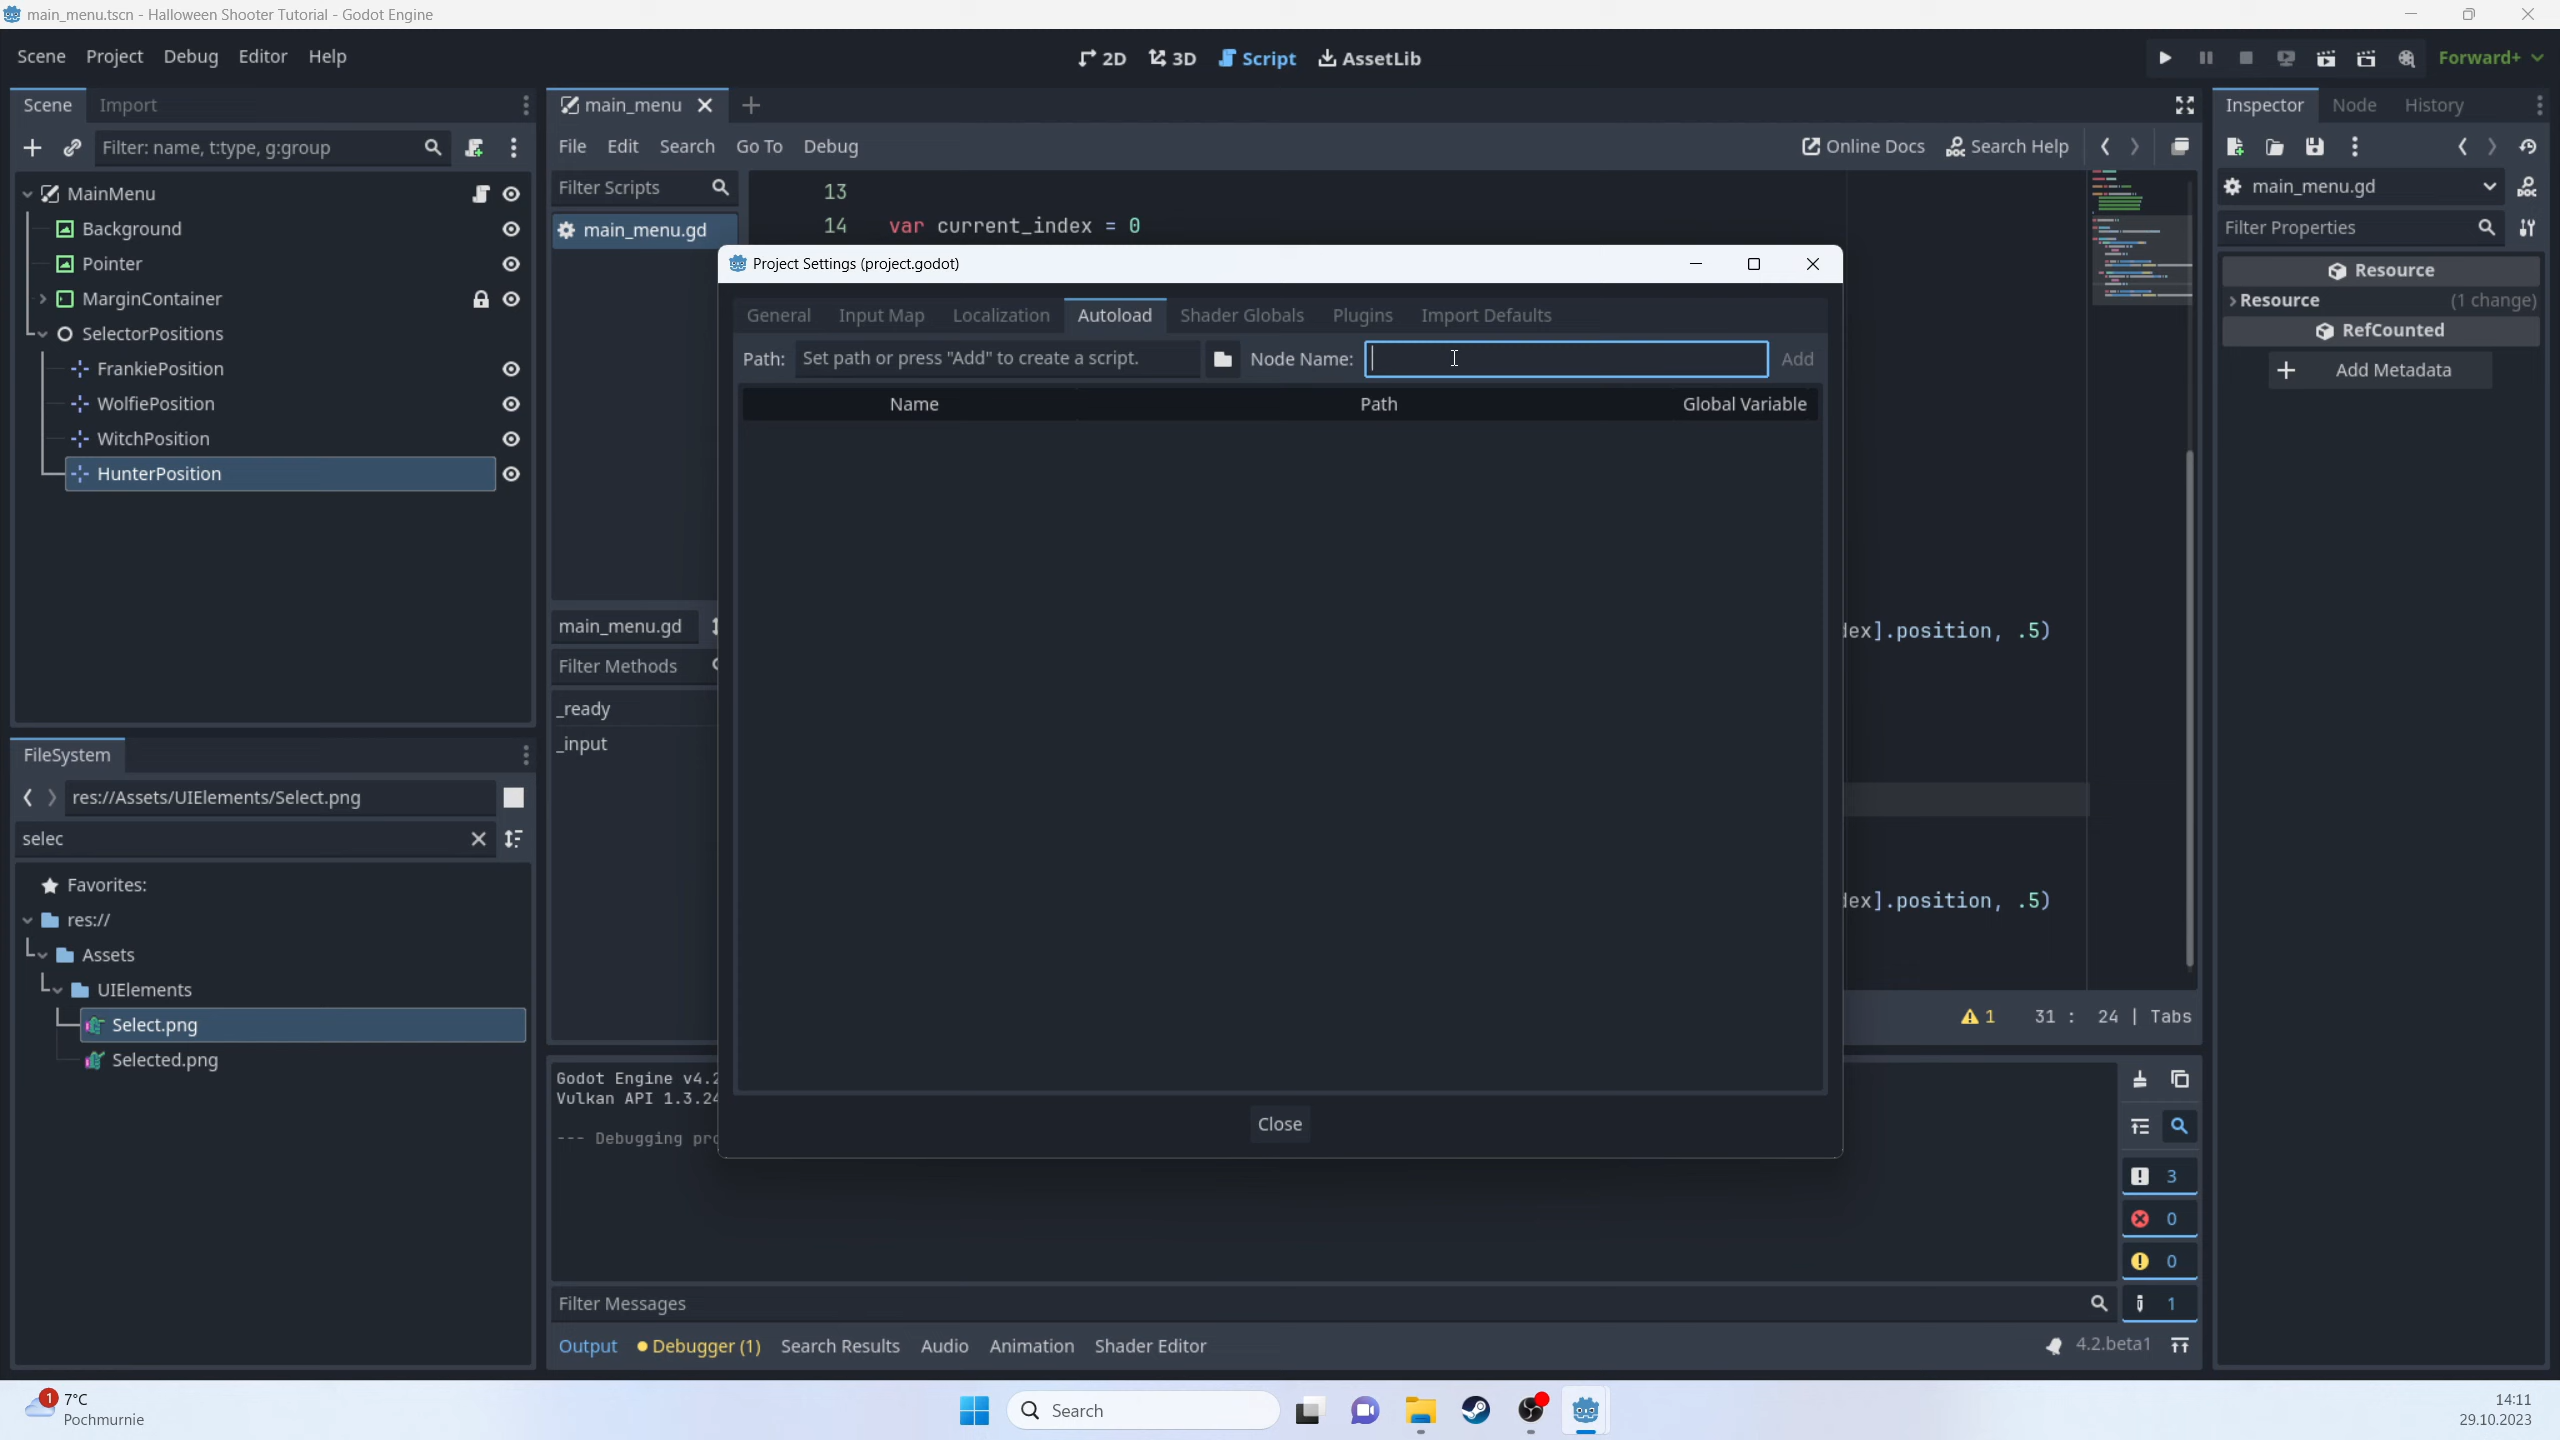 main_menu.tscn - Halloween Shooter Tutorial - Godot Engine
Scene Project Debug Editor Help
2D 3D Script AssetLib
Forward+
Scene Import
main_menu
Inspector Node History
Filter: name, t:type, g:group
File Edit Search Go To Debug
Online Docs Search Help
Filter Scripts
main_menu.gd
MainMenu
Background
Pointer
MarginContainer
SelectorPositions
FrankiePosition
WolfiePosition
WitchPosition
HunterPosition
13
14 var current_index = 0
main_menu.gd
Filter Properties
Resource
Resource (1 change)
RefCounted
Add Metadata
Project Settings (project.godot)
General Input Map Localization Autoload Shader Globals Plugins Import Defaults
Path: Set path or press "Add" to create a script. Node Name: Add
Name Path Global Variable
Close
main_menu.gd
Filter Methods
_ready
_input
dex].position, .5)
dex].position, .5)
1 31 : 24 | Tabs
FileSystem
res://Assets/UIElements/Select.png
selec
Favorites:
res://
Assets
UIElements
Select.png
Selected.png
Godot Engine v4.2
Vulkan API 1.3.24
--- Debugging pro
3
0
0
1
Filter Messages
Output Debugger (1) Search Results Audio Animation Shader Editor
4.2.beta1
1
7°C
Pochmurnie
Search
14:11
29.10.2023